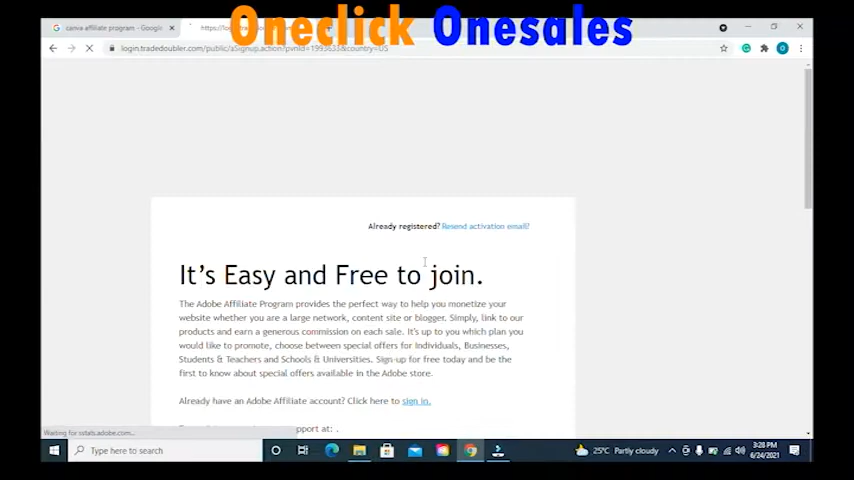 Oneclick Onesales
canva affiliate program - Google
login.tradedoubler.com/public/aSignup.action?
Already registered? Resend activation email?
It's Easy and Free to join.
The Adobe Affiliate Program provides the perfect way to help you monetize your
website whether you are a large network, content site or blogger. Simply, link to our
products and earn a generous commission on each sale. It's up to you which plan you
would like to promote, choose between special offers for Individuals, Businesses,
Students & Teachers and Schools & Universities. Sign-up for free today and be the
first to know about special offers available in the Adobe store.
Already have an Adobe Affiliate account? Click here to sign in.
pport at: .
Waiting for sstats.adobe.com...
Type here to search
25°C Partly cloudy
3:28 PM
6/24/2021